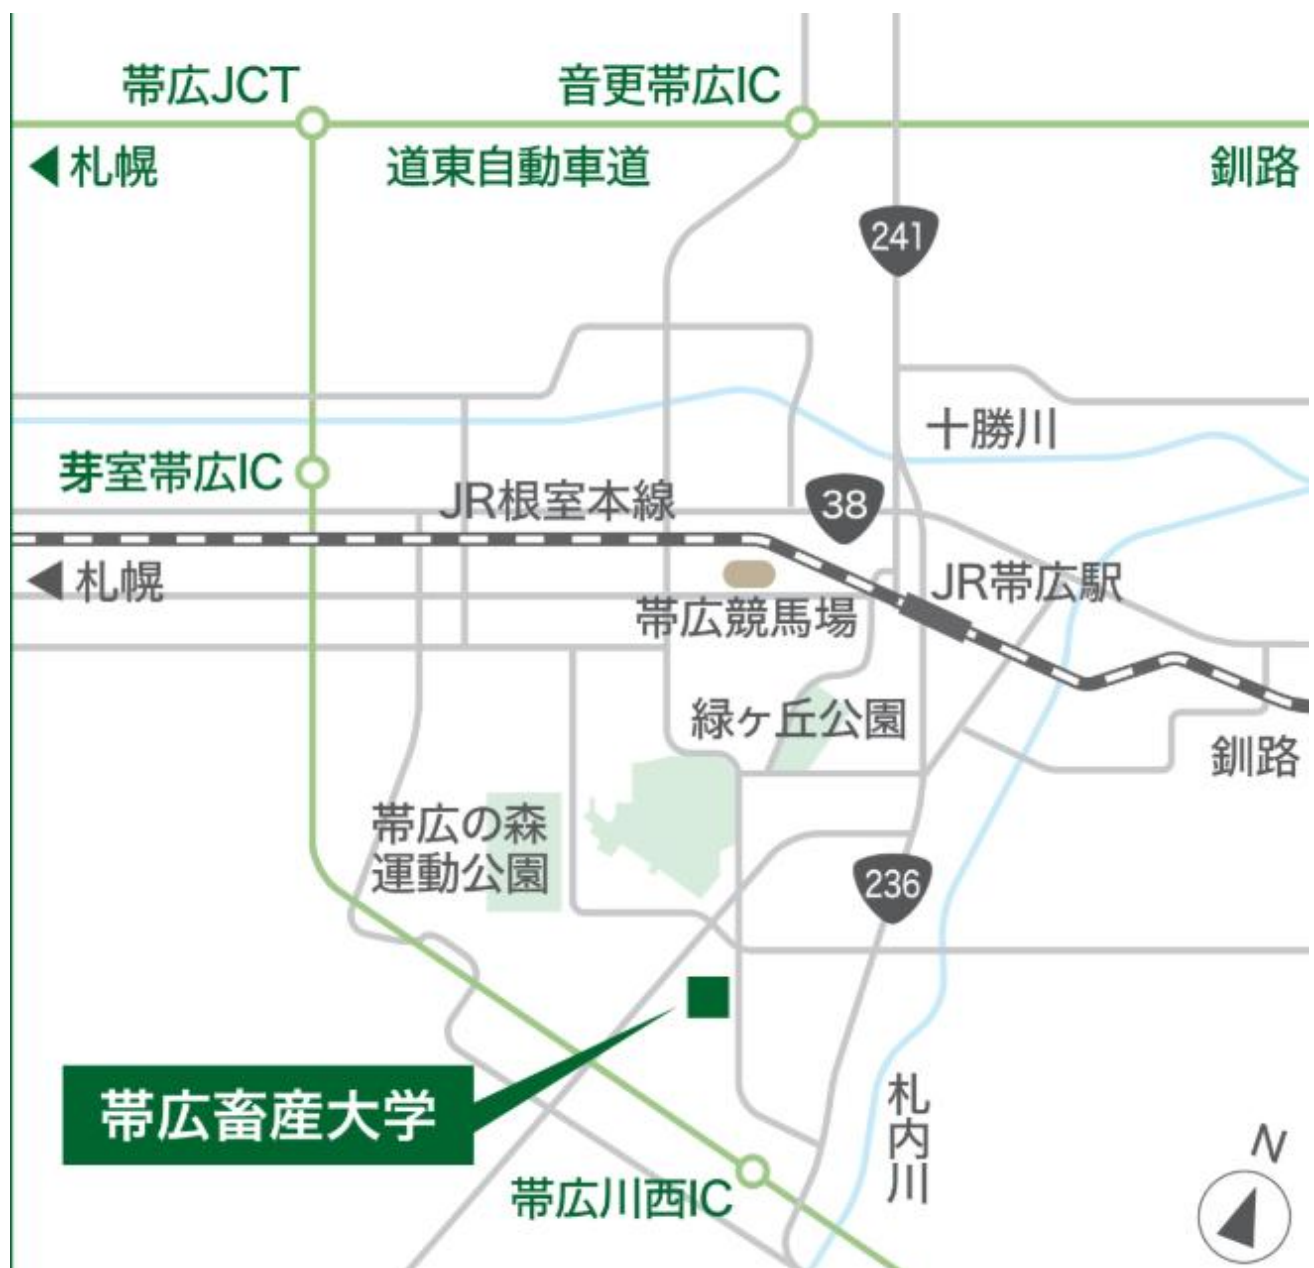 帯広JCT
音更帯広IC
札幌
道東自動車道
釧路
241
十勝川
芽室帯広IC
JR根室本線
38
札幌
JR帯広駅
帯広競馬場
緑ヶ丘公園
釧路
帯広の森
運動公園
236
帯広畜産大学
札内川
帯広川西IC
N